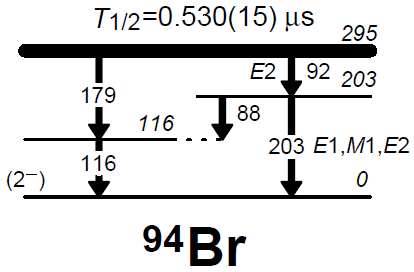 T1/2=0.530(15) μs
295
E2 92 203
179
116 88
116 203 E1,M1,E2
(2−) 0
94Br